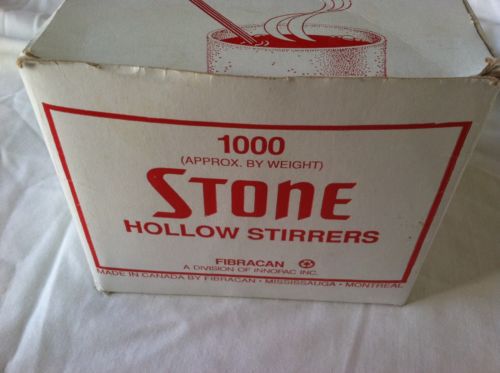 1000
(APPROX. BY WEIGHT)
STONE
HOLLOW STIRRERS
FIBRACAN
A DIVISION OF INNOPAC INC.
MADE IN CANADA BY FIBRACAN • MISSISSAUGA • MONTREAL